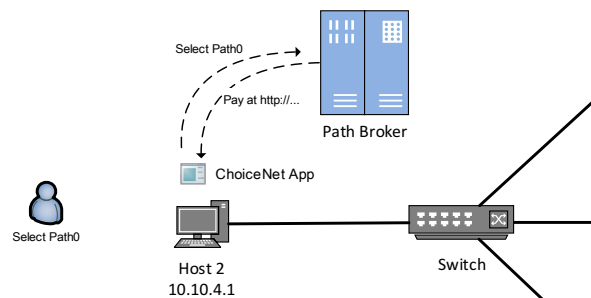 Select Path0
Pay at http://...
Path Broker
ChoiceNet App
Select Path0
Host 2
10.10.4.1
Switch